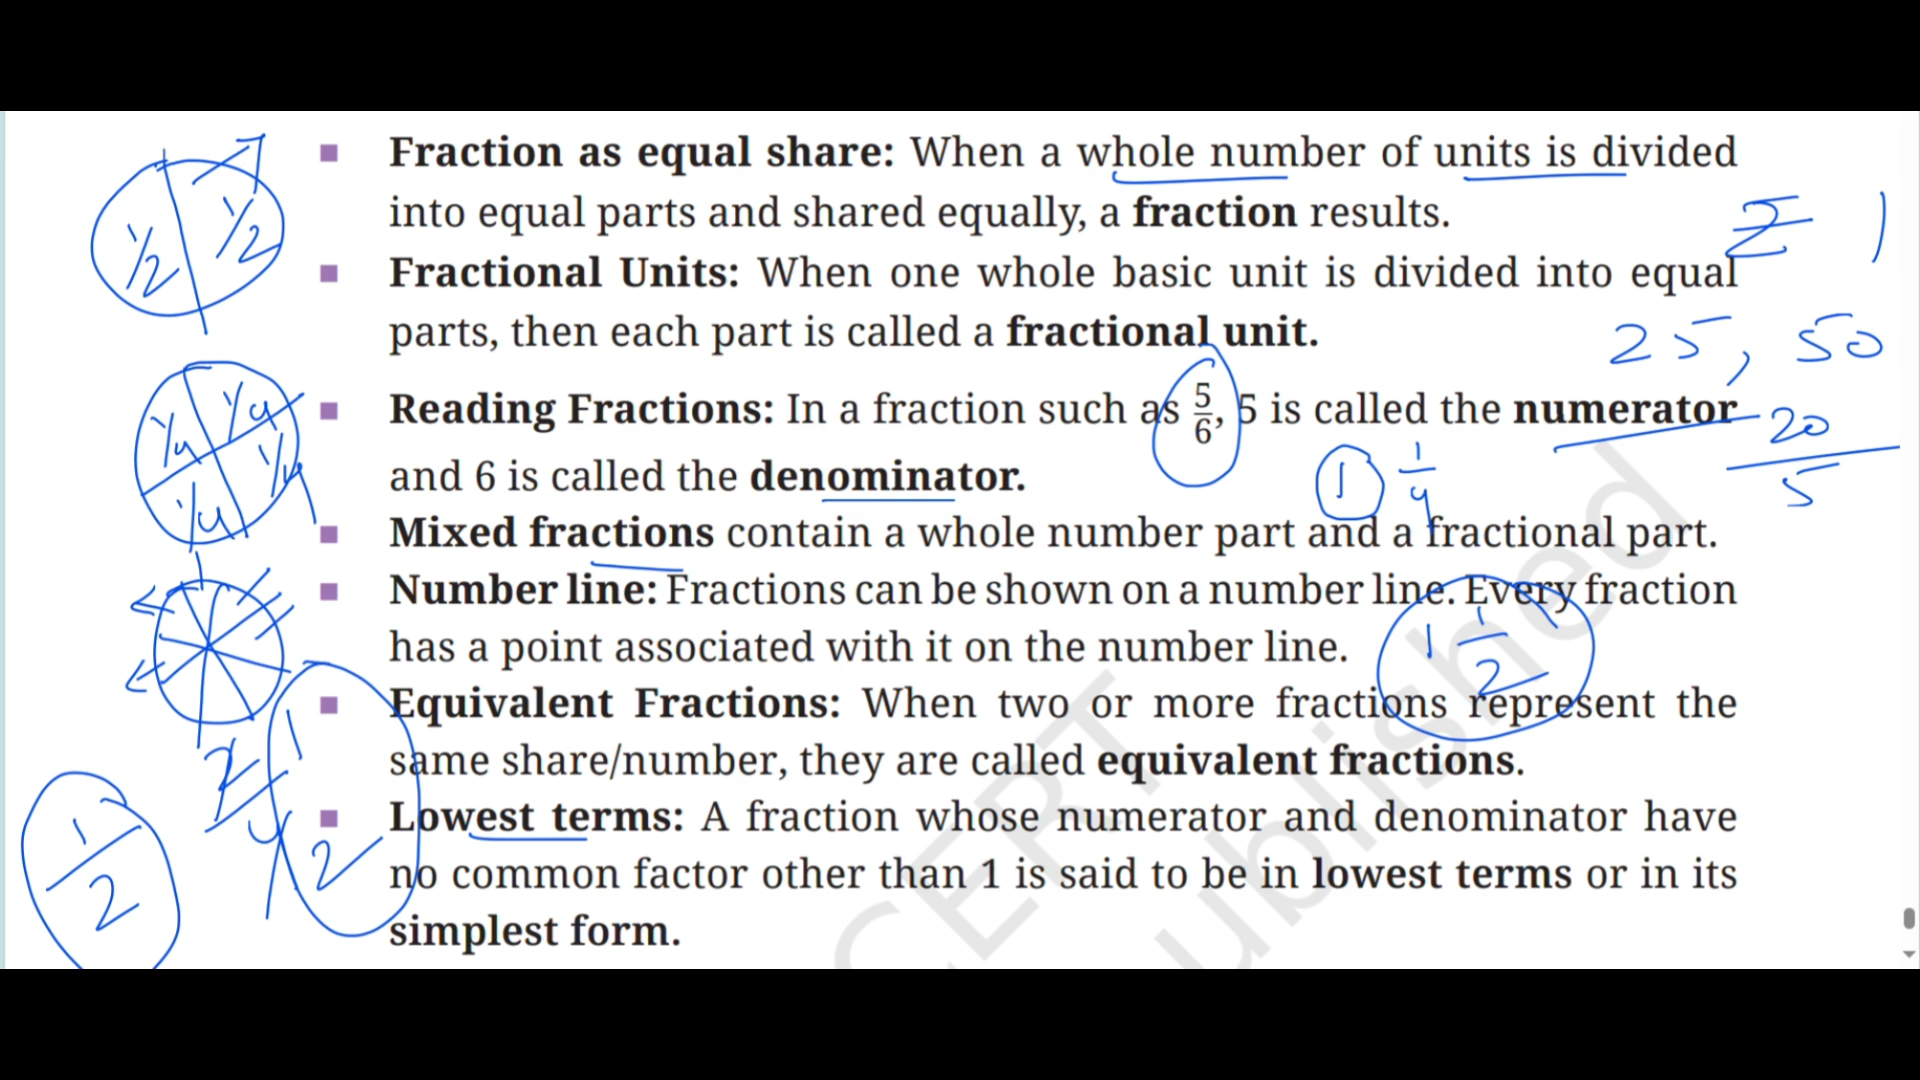 Fraction as equal share: When a whole number of units is divided
into equal parts and shared equally, a fraction results.
Fractional Units: When one whole basic unit is divided into equal
parts, then each part is called a fractional unit.
Reading Fractions: In a fraction such as 5/6, 5 is called the numerator
and 6 is called the denominator.
Mixed fractions contain a whole number part and a fractional part.
Number line: Fractions can be shown on a number line. Every fraction
has a point associated with it on the number line.
Equivalent Fractions: When two or more fractions represent the
same share/number, they are called equivalent fractions.
Lowest terms: A fraction whose numerator and denominator have
no common factor other than 1 is said to be in lowest terms or in its
simplest form.
1/2 1/2
1/4 1/4
1/4 1/4
2/4 1/2
1/2
1
25, 50
20/5
1 1/4
1 1/2